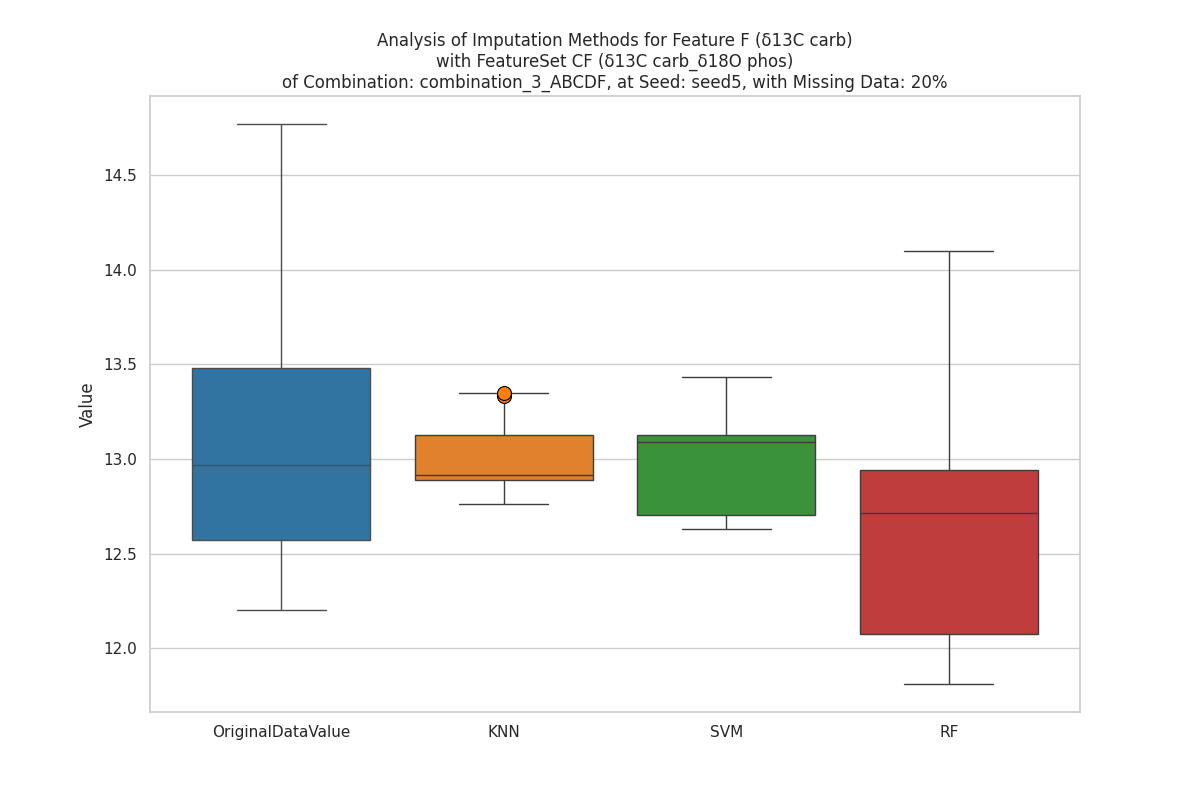 Analysis of Imputation Methods for Feature F (δ13C carb)
with FeatureSet CF (δ13C carb_δ18O phos)
of Combination: combination_3_ABCDF, at Seed: seed5, with Missing Data: 20%
Value
14.5
14.0
13.5
13.0
12.5
12.0
OriginalDataValue
KNN
SVM
RF